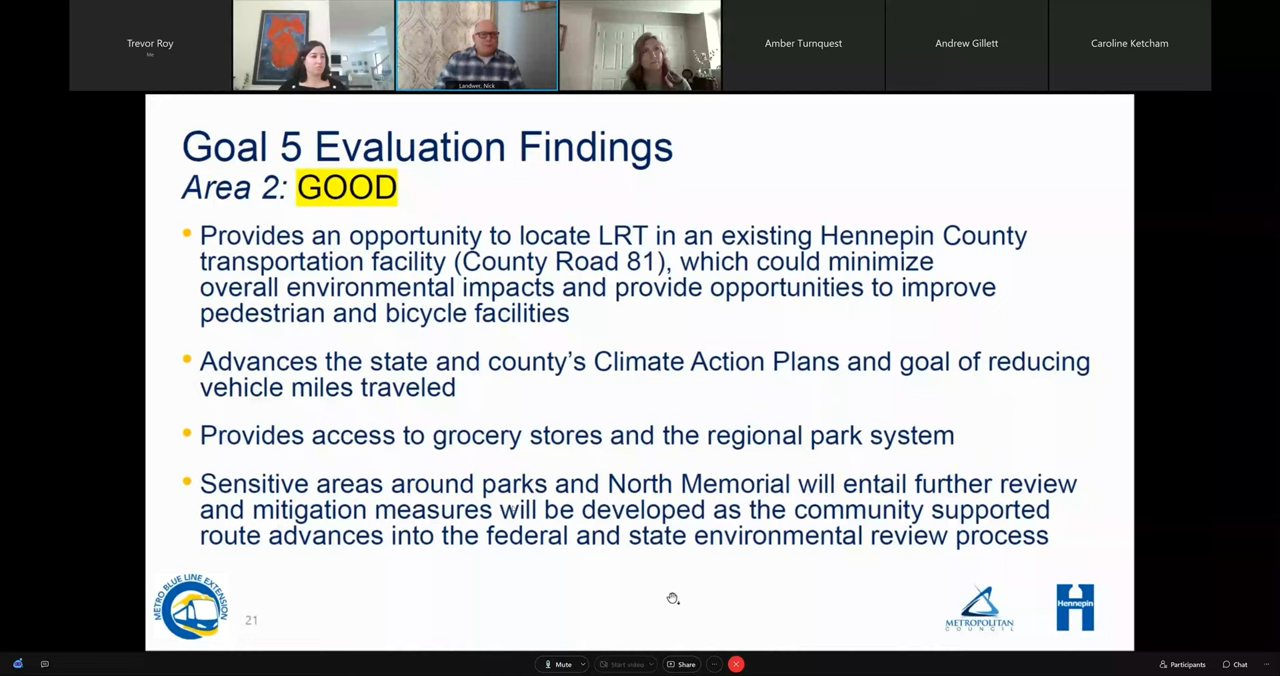 Trevor Roy
Me
Landwer, Nick
Amber Turnquest
Andrew Gillett
Caroline Ketcham
Goal 5 Evaluation Findings
Area 2: GOOD
• Provides an opportunity to locate LRT in an existing Hennepin County
transportation facility (County Road 81), which could minimize
overall environmental impacts and provide opportunities to improve
pedestrian and bicycle facilities
• Advances the state and county’s Climate Action Plans and goal of reducing
vehicle miles traveled
• Provides access to grocery stores and the regional park system
• Sensitive areas around parks and North Memorial will entail further review
and mitigation measures will be developed as the community supported
route advances into the federal and state environmental review process
METRO BLUE LINE EXTENSION
21
METROPOLITAN
COUNCIL
Hennepin
Mute
Start video
Share
Participants
Chat